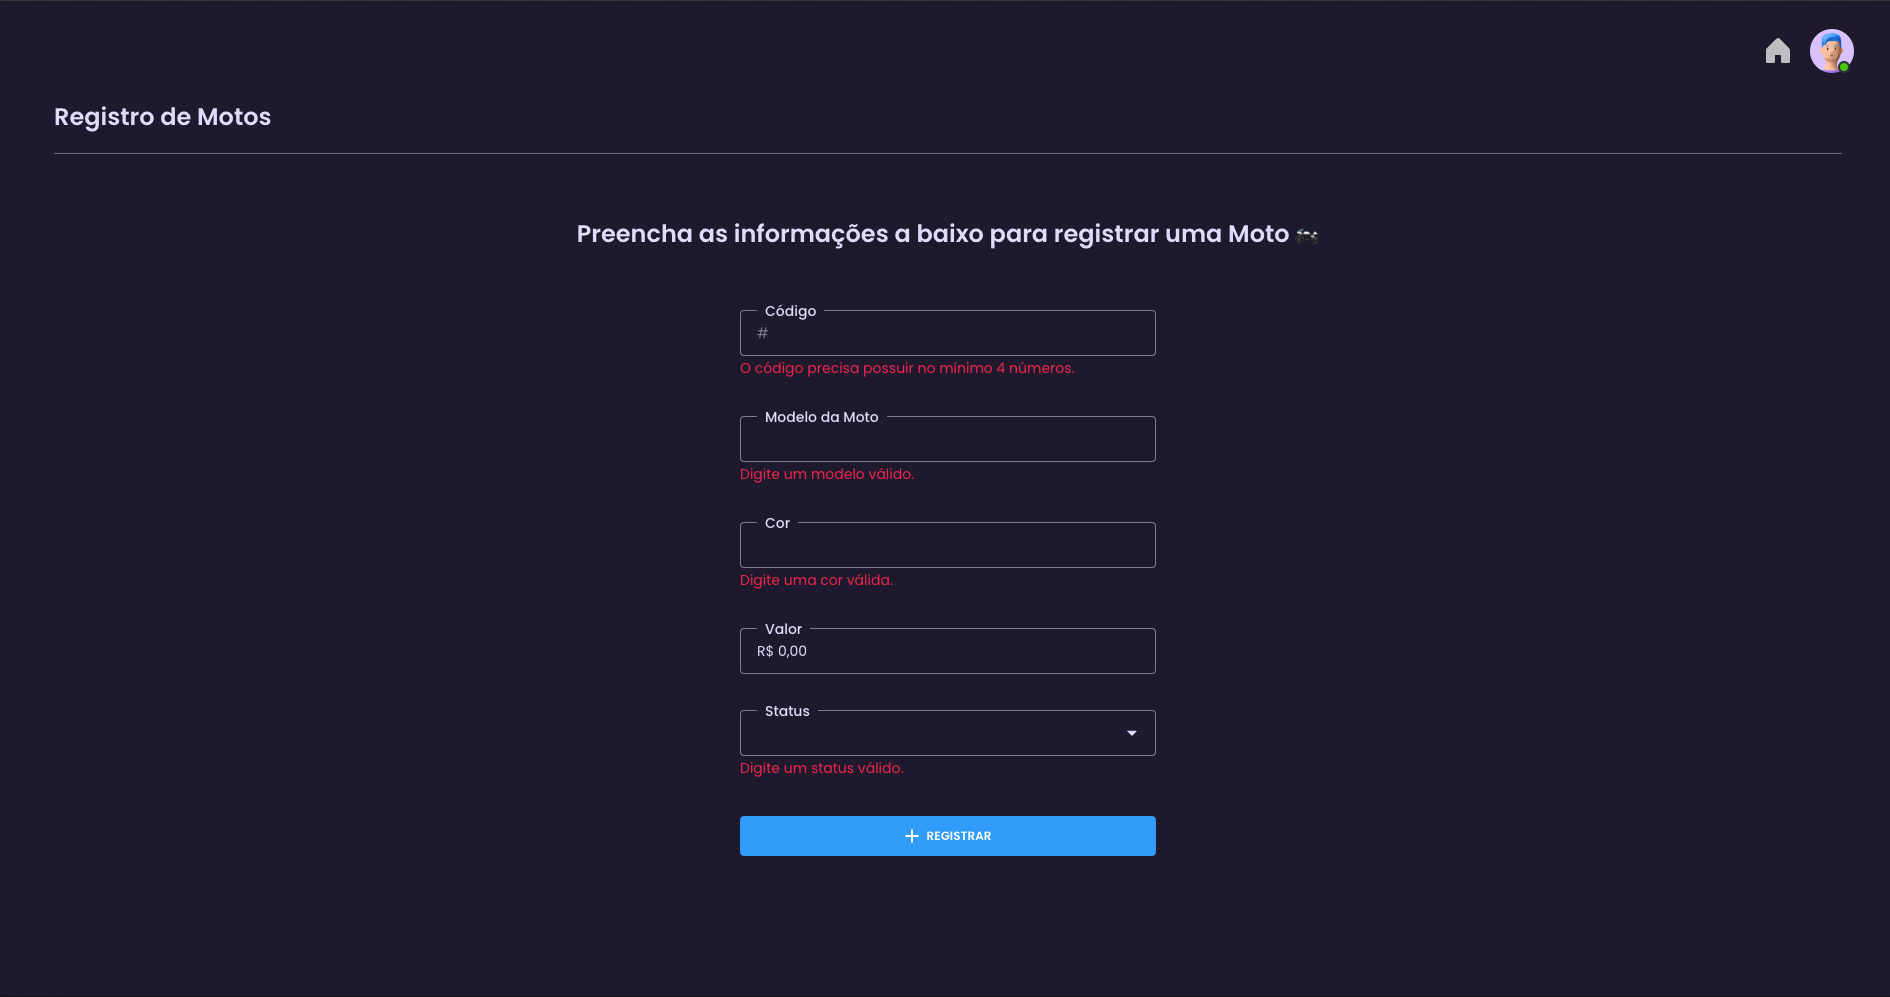 Registro de Motos
Preencha as informações a baixo para registrar uma Moto 🏍️
Código
#
O código precisa possuir no mínimo 4 números.
Modelo da Moto
Digite um modelo válido.
Cor
Digite uma cor válida.
Valor
R$ 0,00
Status
Digite um status válido.
REGISTRAR